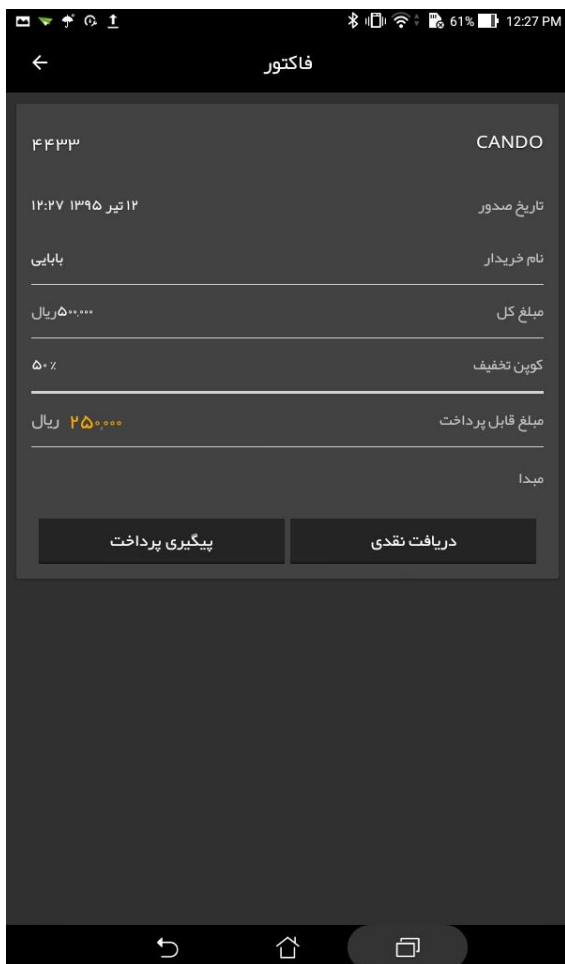 61% 12:27 PM
فاکتور
CANDO ۴۴۳۳
تاریخ صدور ۱۲ تیر ۱۳۹۵ ۱۲:۲۷
نام خریدار بابایی
مبلغ کل ۵۰۰,۰۰۰ریال
کوپن تخفیف ۵۰ ٪
مبلغ قابل پرداخت ۲۵۰,۰۰۰ ریال
مبدا
دریافت نقدی پیگیری پرداخت